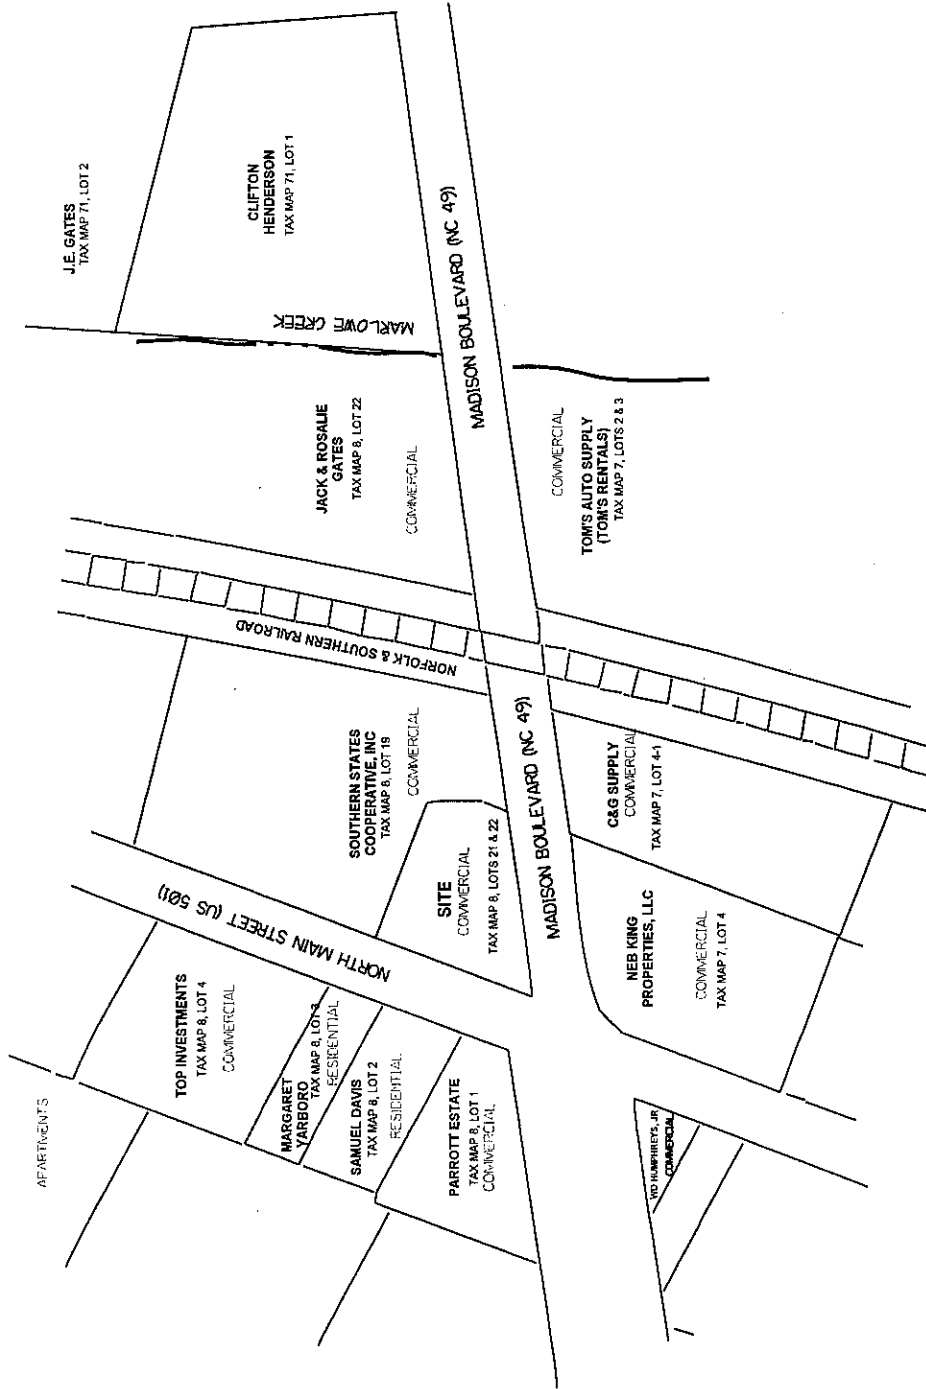 APARTMENTS
TOP INVESTMENTS
TAX MAP 8, LOT 4
COMMERCIAL
MARGARET
YARBORO
TAX MAP 8, LOT 3
RESIDENTIAL
SAMUEL DAVIS
TAX MAP 8, LOT 2
RESIDENTIAL
PARROTT ESTATE
TAX MAP 8, LOT 1
COMMERCIAL
WD HUMPHREYS, JR
COMMERCIAL
NORTH MAIN STREET (US 501)
SOUTHERN STATES
COOPERATIVE, INC
TAX MAP 8, LOT 19
COMMERCIAL
SITE
COMMERCIAL
TAX MAP 8, LOTS 21 & 22
MADISON BOULEVARD (NC 49)
NEB KING
PROPERTIES, LLC
COMMERCIAL
TAX MAP 7, LOT 4
C&G SUPPLY
COMMERCIAL
TAX MAP 7, LOT 4-1
NORFOLK & SOUTHERN RAILROAD
JACK & ROSALIE
GATES
TAX MAP 8, LOT 22
COMMERCIAL
COMMERCIAL
TOM'S AUTO SUPPLY
(TOM'S RENTALS)
TAX MAP 7, LOTS 2 & 3
MARLOWE CREEK
MADISON BOULEVARD (NC 49)
J.E. GATES
TAX MAP 71, LOT 2
CLIFTON
HENDERSON
TAX MAP 71, LOT 1